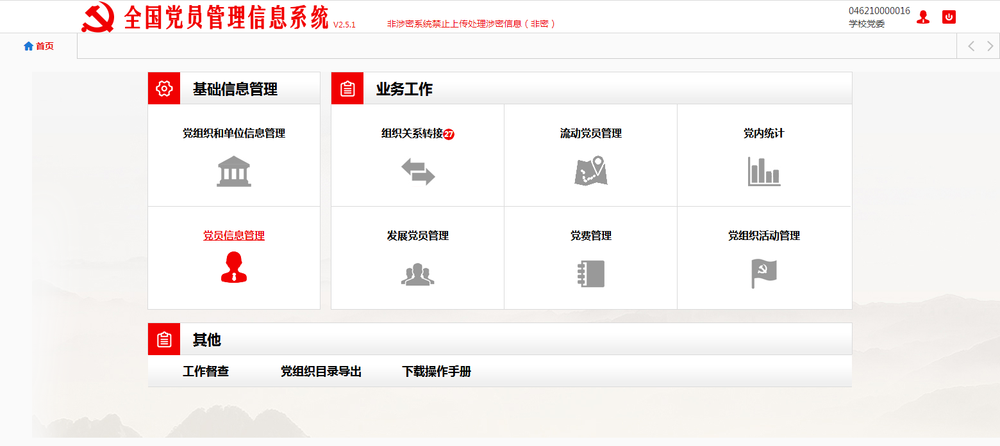 全国党员管理信息系统 V2.5.1 非涉密系统禁止上传处理涉密信息（非密） 046210000016
学校党委
首页
基础信息管理
业务工作
党组织和单位信息管理
组织关系转接27
流动党员管理
党内统计
党员信息管理
发展党员管理
党费管理
党组织活动管理
其他
工作督查 党组织目录导出 下载操作手册